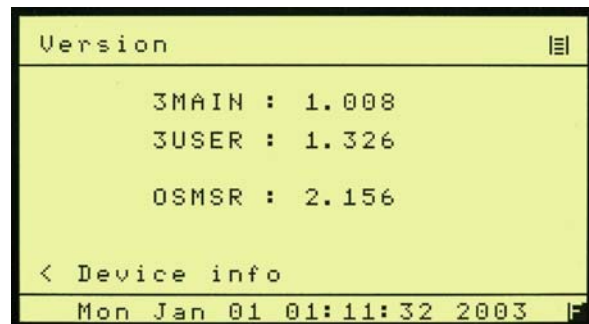 Version
3MAIN : 1.008
3USER : 1.326
OSMSR : 2.156
< Device info
Mon Jan 01 01:11:32 2003